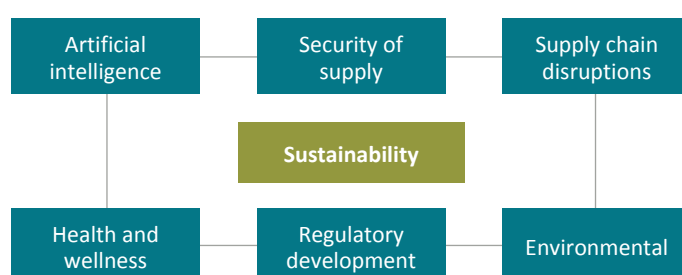 Artificial
intelligence
Security of
supply
Supply chain
disruptions
Sustainability
Health and
wellness
Regulatory
development
Environmental